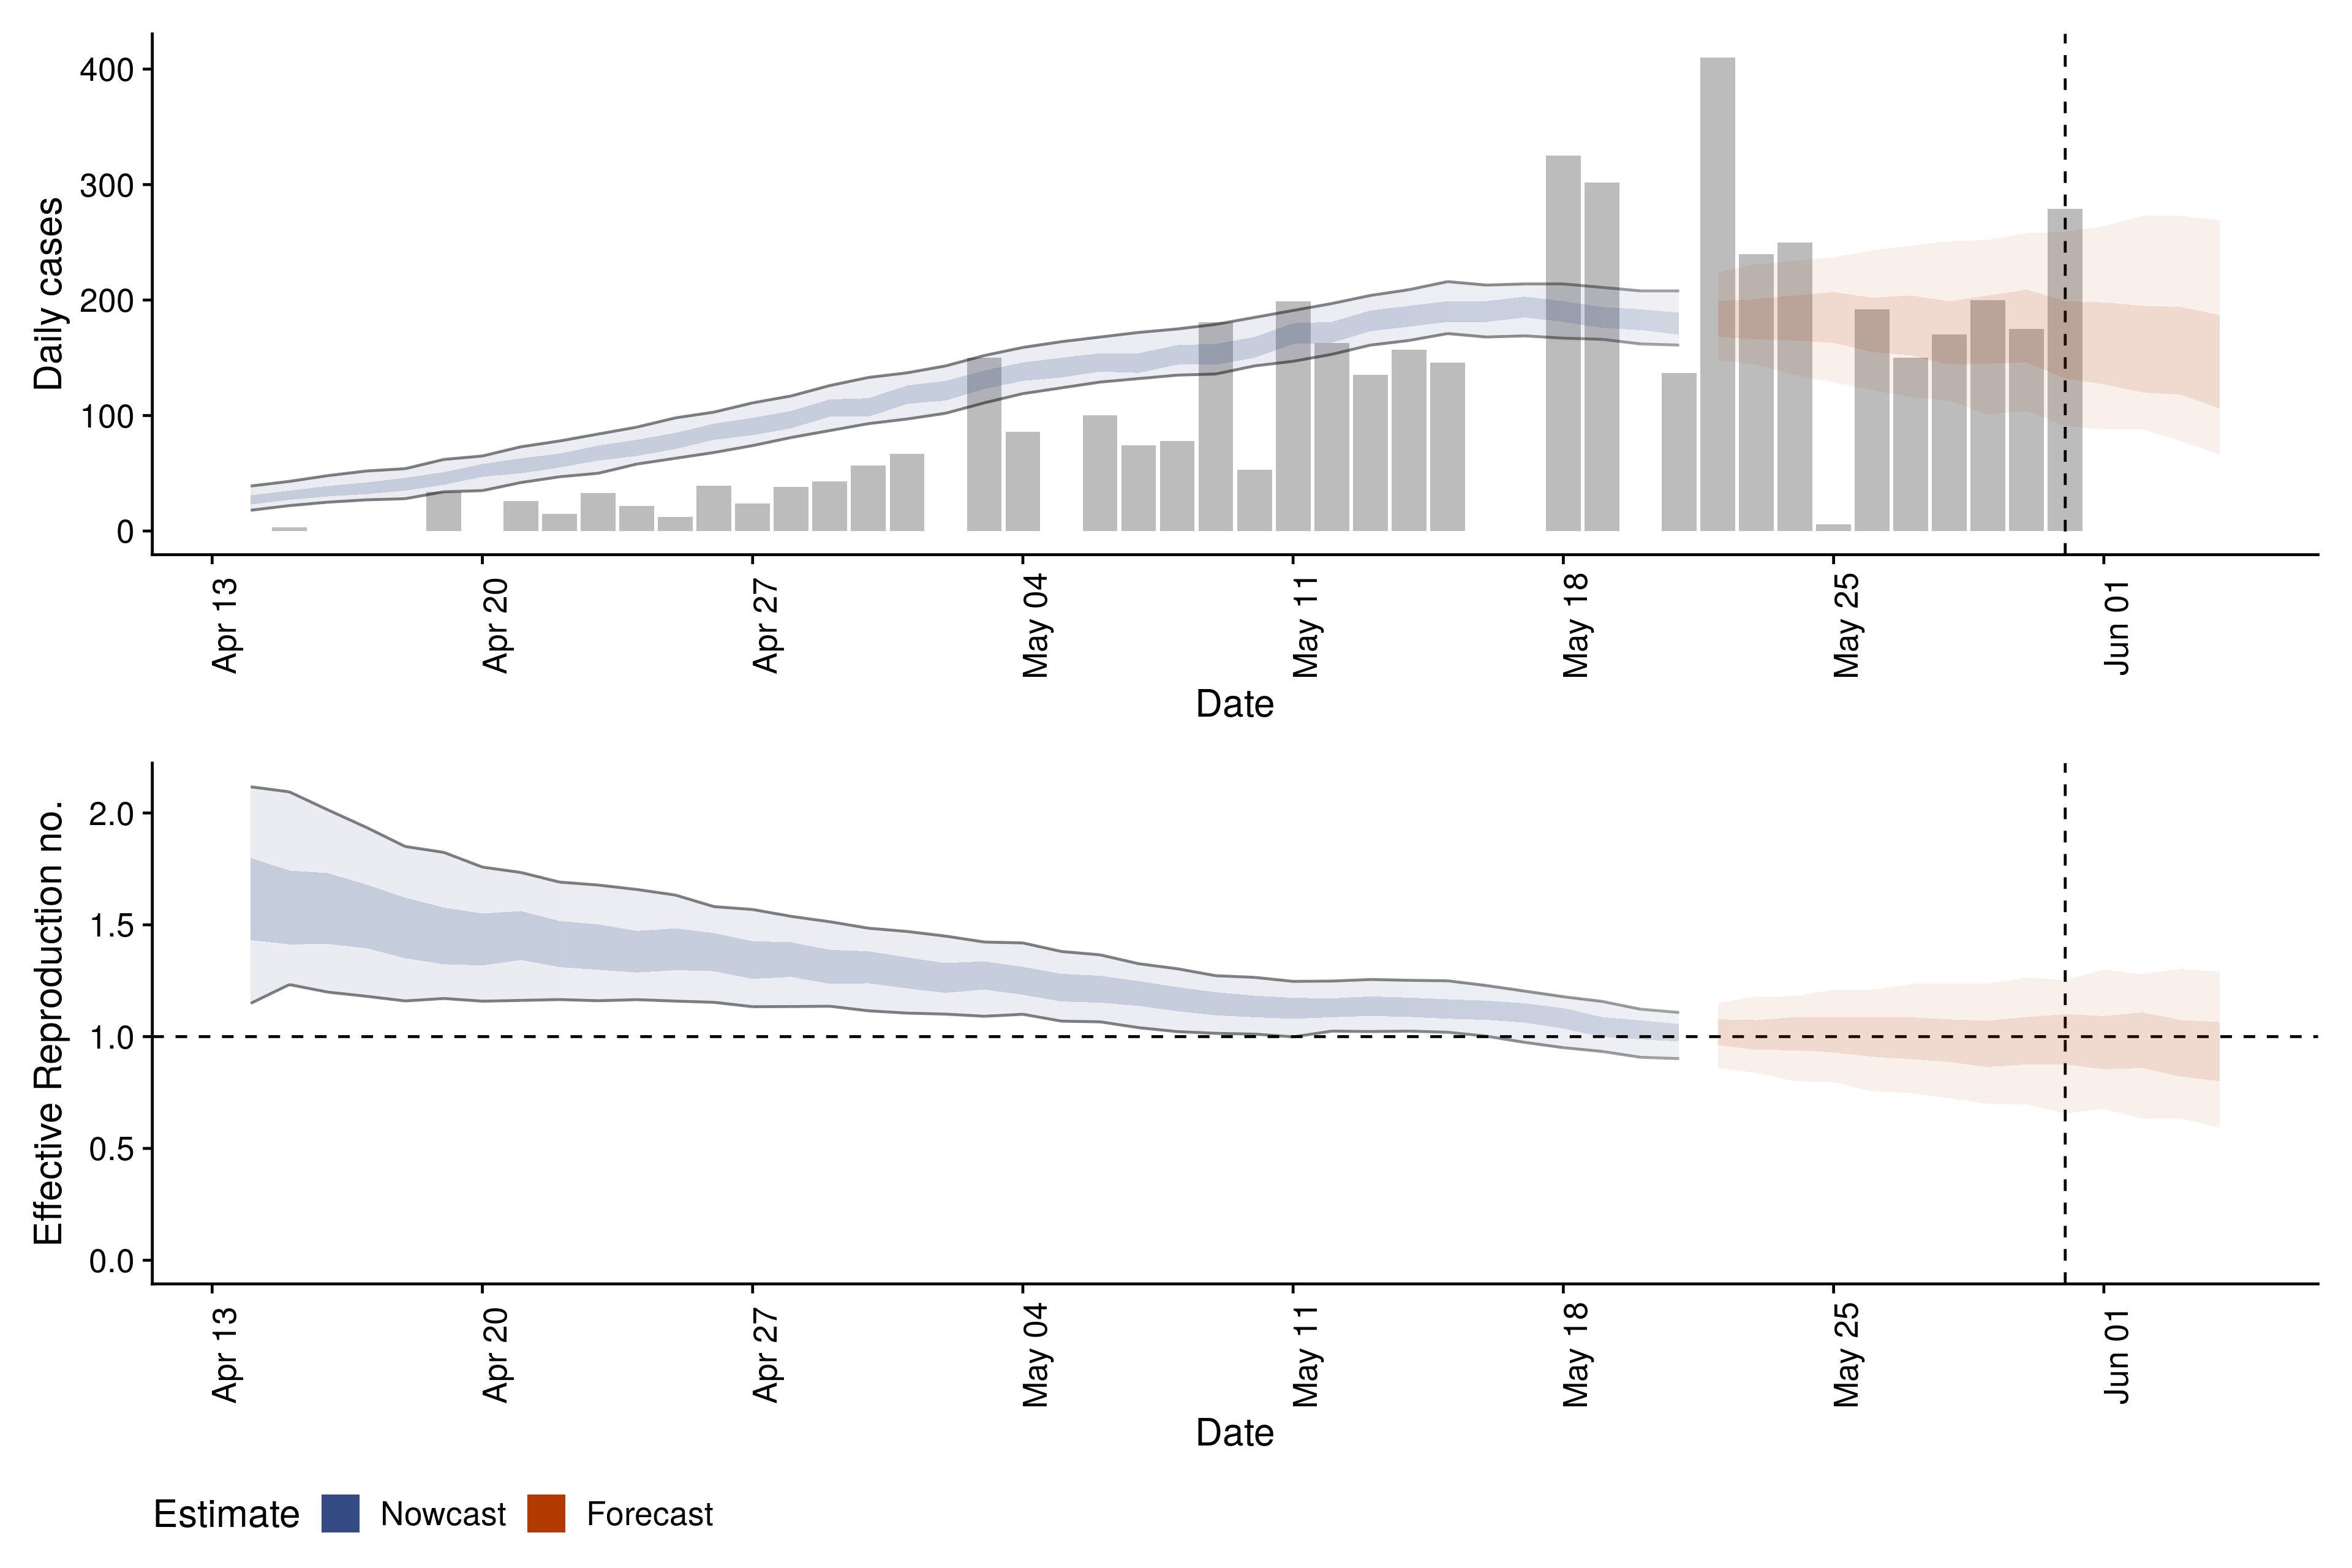 Daily cases
400
300
200
100
0
Apr 13
Apr 20
Apr 27
May 04
May 11
May 18
May 25
Jun 01
Date
Effective Reproduction no.
2.0
1.5
1.0
0.5
0.0
Apr 13
Apr 20
Apr 27
May 04
May 11
May 18
May 25
Jun 01
Date
Estimate Nowcast Forecast